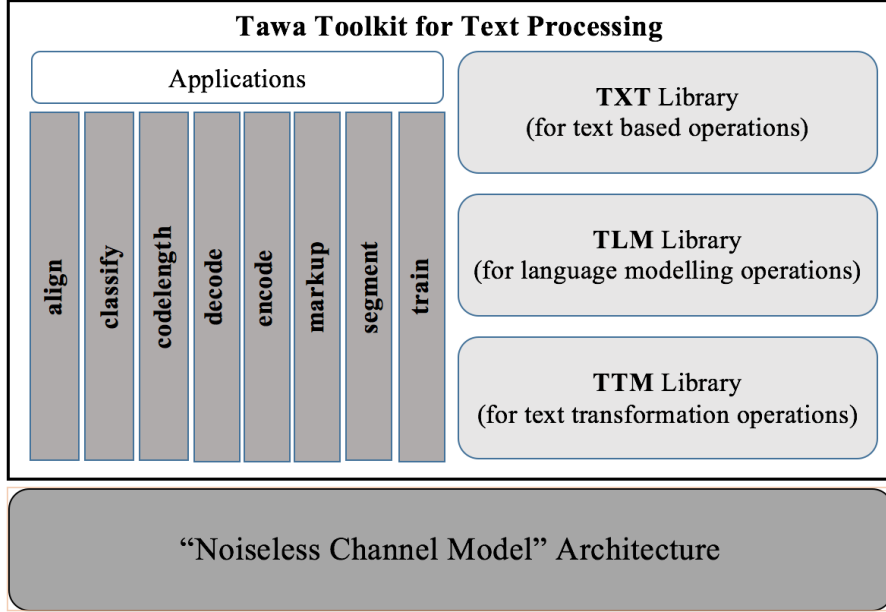 Tawa Toolkit for Text Processing
Applications
align
classify
codelength
decode
encode
markup
segment
train
TXT Library
(for text based operations)
TLM Library
(for language modelling operations)
TTM Library
(for text transformation operations)
“Noiseless Channel Model” Architecture